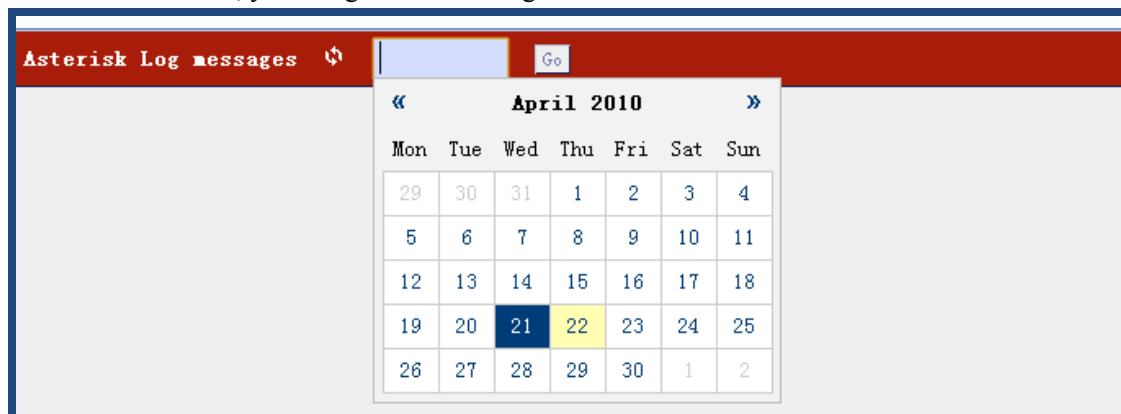 Asterisk Log messages Go
« April 2010 »
Mon Tue Wed Thu Fri Sat Sun
29 30 31 1 2 3 4
5 6 7 8 9 10 11
12 13 14 15 16 17 18
19 20 21 22 23 24 25
26 27 28 29 30 1 2